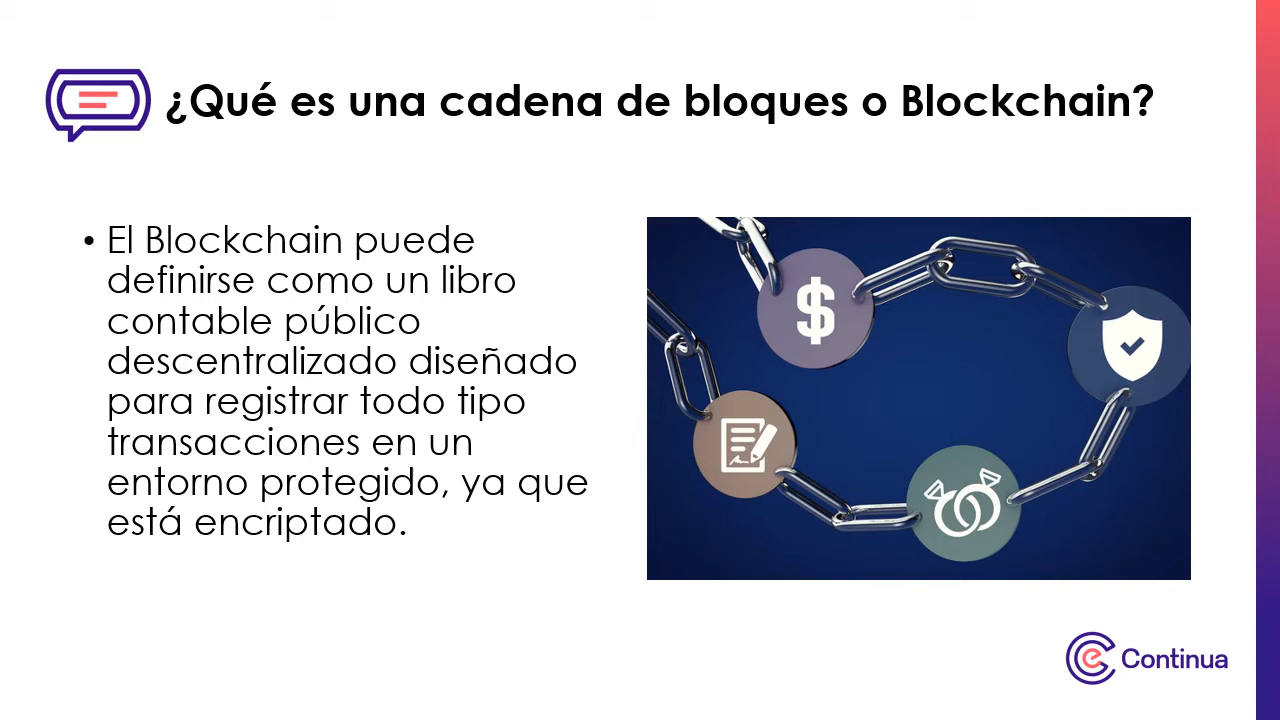 ¿Qué es una cadena de bloques o Blockchain?
• El Blockchain puede
definirse como un libro
contable público
descentralizado diseñado
para registrar todo tipo
transacciones en un
entorno protegido, ya que
está encriptado.
$
e Continua